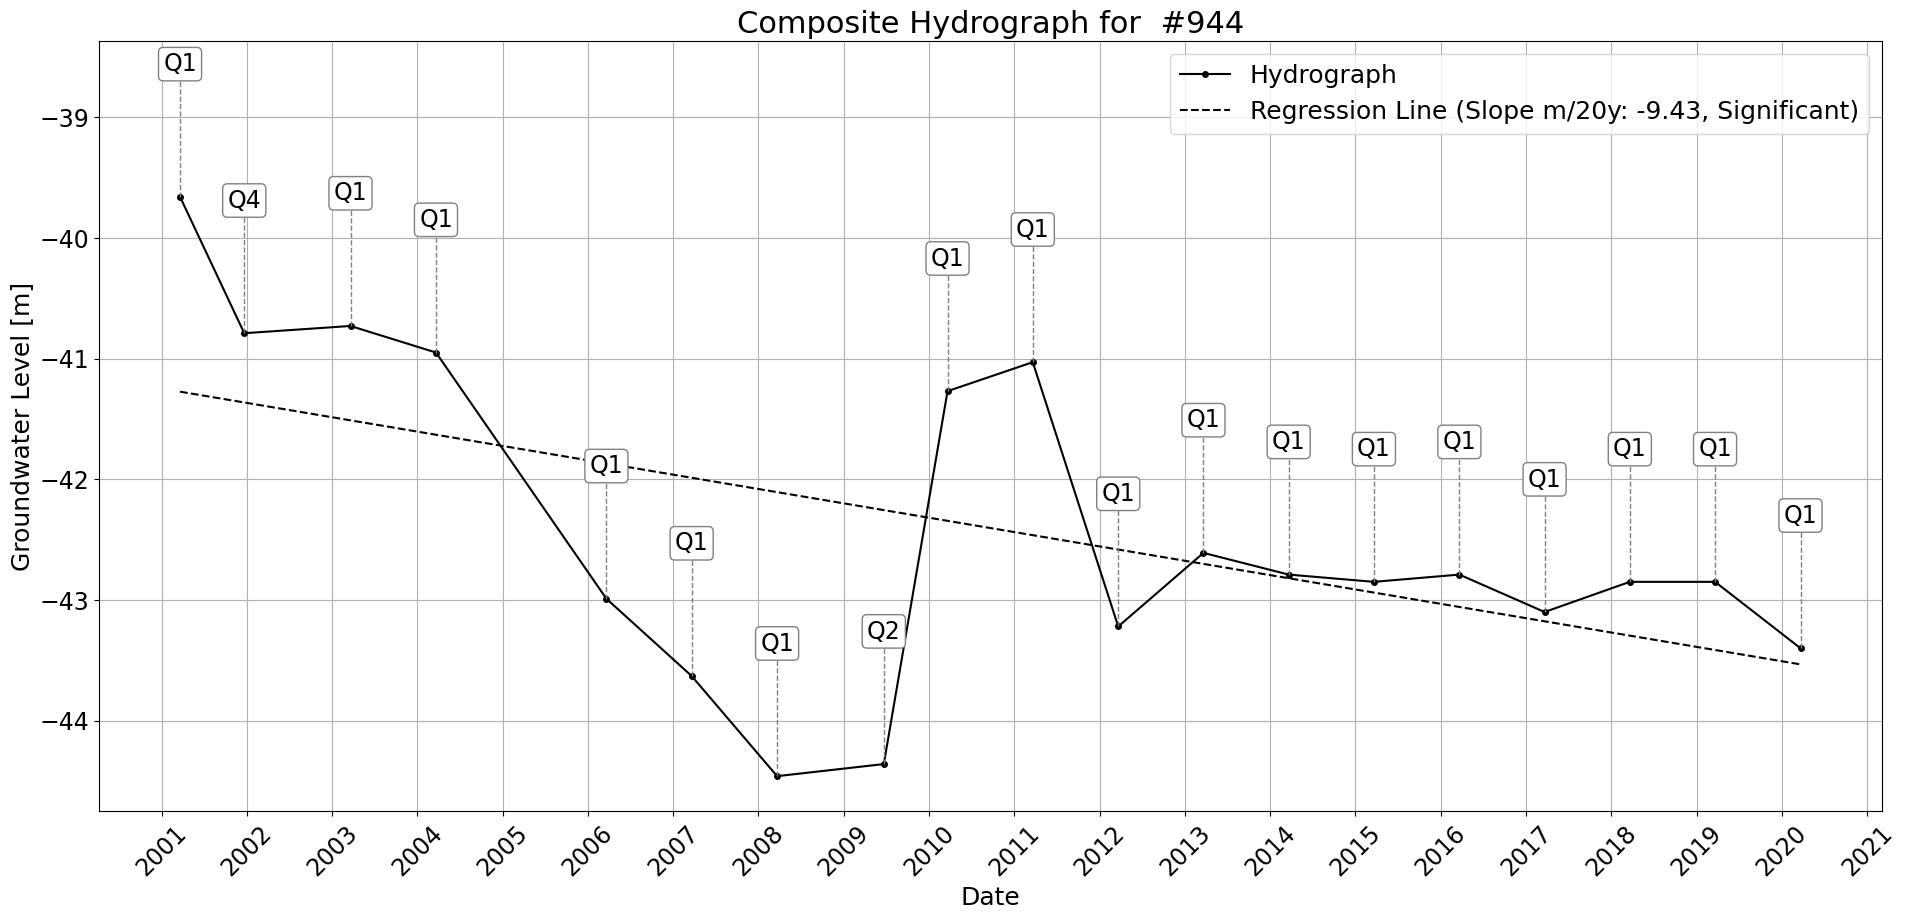 Composite Hydrograph for  #944
Hydrograph
Regression Line (Slope m/20y: -9.43, Significant)
Groundwater Level [m]
−39
−40
−41
−42
−43
−44
Q1
Q4
Q1
Q1
Q1
Q1
Q1
Q2
Q1
Q1
Q1
Q1
Q1
Q1
Q1
Q1
Q1
Q1
Q1
2001
2002
2003
2004
2005
2006
2007
2008
2009
2010
2011
2012
2013
2014
2015
2016
2017
2018
2019
2020
2021
Date